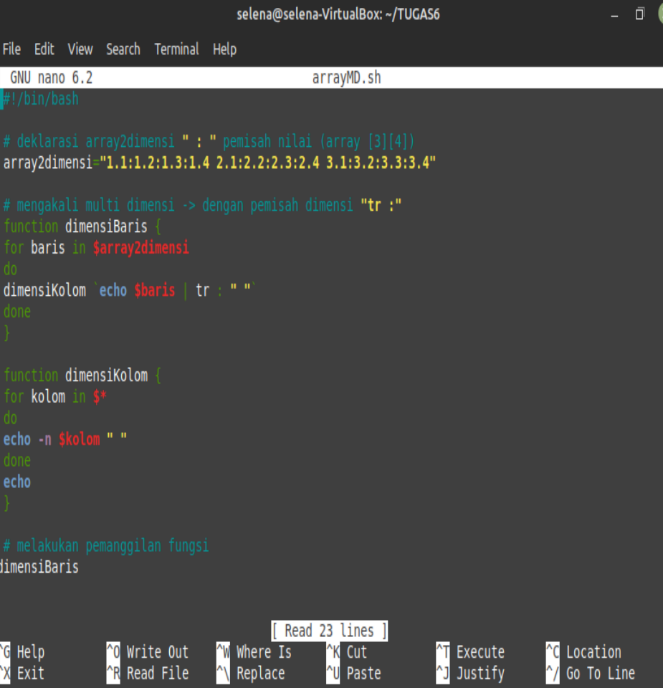 selena@selena-VirtualBox: ~/TUGAS6
File Edit View Search Terminal Help
GNU nano 6.2 arrayMD.sh
#!/bin/bash
# deklarasi array2dimensi " : " pemisah nilai (array [3][4])
array2dimensi="1.1:1.2:1.3:1.4 2.1:2.2:2.3:2.4 3.1:3.2:3.3:3.4"
# mengakali multi dimensi -> dengan pemisah dimensi "tr :"
function dimensiBaris {
for baris in $array2dimensi
do
dimensiKolom `echo $baris | tr : " "`
done
}
function dimensiKolom {
for kolom in $*
do
echo -n $kolom " "
done
echo
}
# melakukan pemanggilan fungsi
dimensiBaris
[ Read 23 lines ]
^G Help ^O Write Out ^W Where Is ^K Cut ^T Execute ^C Location
^X Exit ^R Read File ^\ Replace ^U Paste ^J Justify ^/ Go To Line